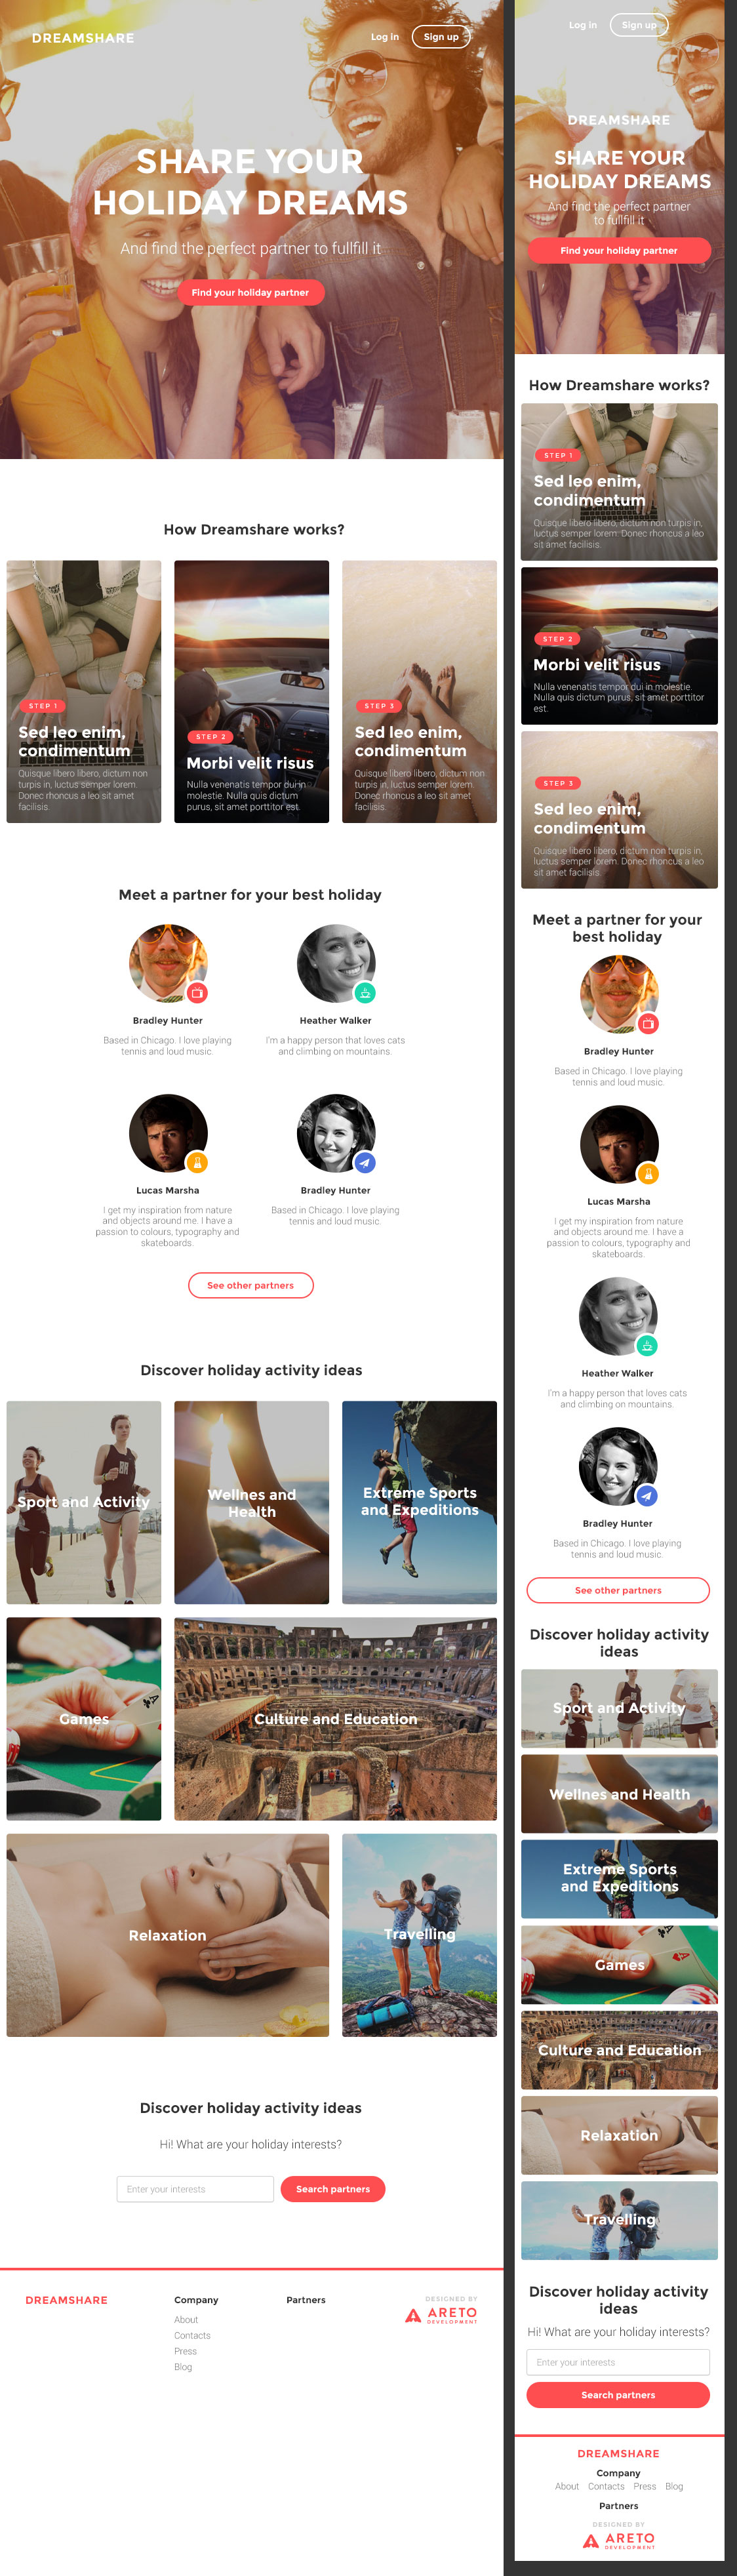 DREAMSHARE
Log in
Sign up
SHARE YOUR
HOLIDAY DREAMS
And find the perfect partner to fullfill it
Find your holiday partner
How Dreamshare works?
STEP 1
Sed leo enim,
condimentum
Quisque libero libero, dictum non
turpis in, luctus semper lorem.
Donec rhoncus a leo sit amet
facilisis.
STEP 2
Morbi velit risus
Nulla venenatis tempor dui in
molestie. Nulla quis dictum
purus, sit amet porttitor est.
STEP 3
Sed leo enim,
condimentum
Quisque libero libero, dictum non
turpis in, luctus semper lorem.
Donec rhoncus a leo sit amet
facilisis.
Meet a partner for your best holiday
Bradley Hunter
Based in Chicago. I love playing
tennis and loud music.
Heather Walker
I'm a happy person that loves cats
and climbing on mountains.
Lucas Marsha
I get my inspiration from nature
and objects around me. I have a
passion to colours, typography and
skateboards.
Bradley Hunter
Based in Chicago. I love playing
tennis and loud music.
See other partners
Discover holiday activity ideas
Sport and Activity
Wellnes and
Health
Extreme Sports
and Expeditions
Games
Culture and Education
Relaxation
Travelling
Discover holiday activity ideas
Hi! What are your holiday interests?
Enter your interests
Search partners
DREAMSHARE
Company
About
Contacts
Press
Blog
Partners
DESIGNED BY
ARETO
DEVELOPMENT
Log in
Sign up
DREAMSHARE
SHARE YOUR
HOLIDAY DREAMS
And find the perfect partner
to fullfill it
Find your holiday partner
How Dreamshare works?
STEP 1
Sed leo enim,
condimentum
Quisque libero libero, dictum non turpis in,
luctus semper lorem. Donec rhoncus a leo
sit amet facilisis.
STEP 2
Morbi velit risus
Nulla venenatis tempor dui in molestie.
Nulla quis dictum purus, sit amet porttitor
est.
STEP 3
Sed leo enim,
condimentum
Quisque libero libero, dictum non turpis in,
luctus semper lorem. Donec rhoncus a leo
sit amet facilisis.
Meet a partner for your
best holiday
Bradley Hunter
Based in Chicago. I love playing
tennis and loud music.
Lucas Marsha
I get my inspiration from nature
and objects around me. I have a
passion to colours, typography and
skateboards.
Heather Walker
I'm a happy person that loves cats
and climbing on mountains.
Bradley Hunter
Based in Chicago. I love playing
tennis and loud music.
See other partners
Discover holiday activity
ideas
Sport and Activity
Wellnes and Health
Extreme Sports
and Expeditions
Games
Culture and Education
Relaxation
Travelling
Discover holiday activity
ideas
Hi! What are your holiday interests?
Enter your interests
Search partners
DREAMSHARE
Company
About Contacts Press Blog
Partners
DESIGNED BY
ARETO
DEVELOPMENT